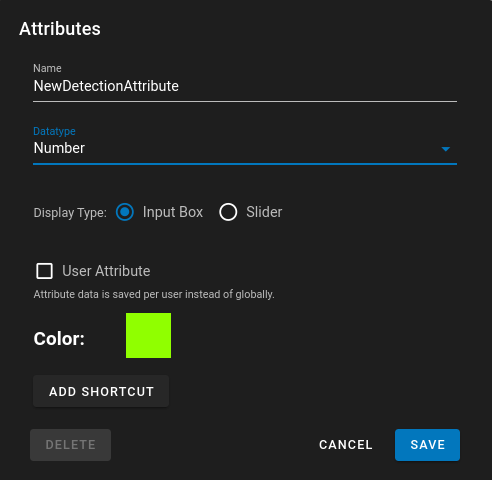 Attributes
Name
NewDetectionAttribute
Datatype
Number
Display Type: Input Box Slider
User Attribute
Attribute data is saved per user instead of globally.
Color:
ADD SHORTCUT
DELETE CANCEL SAVE